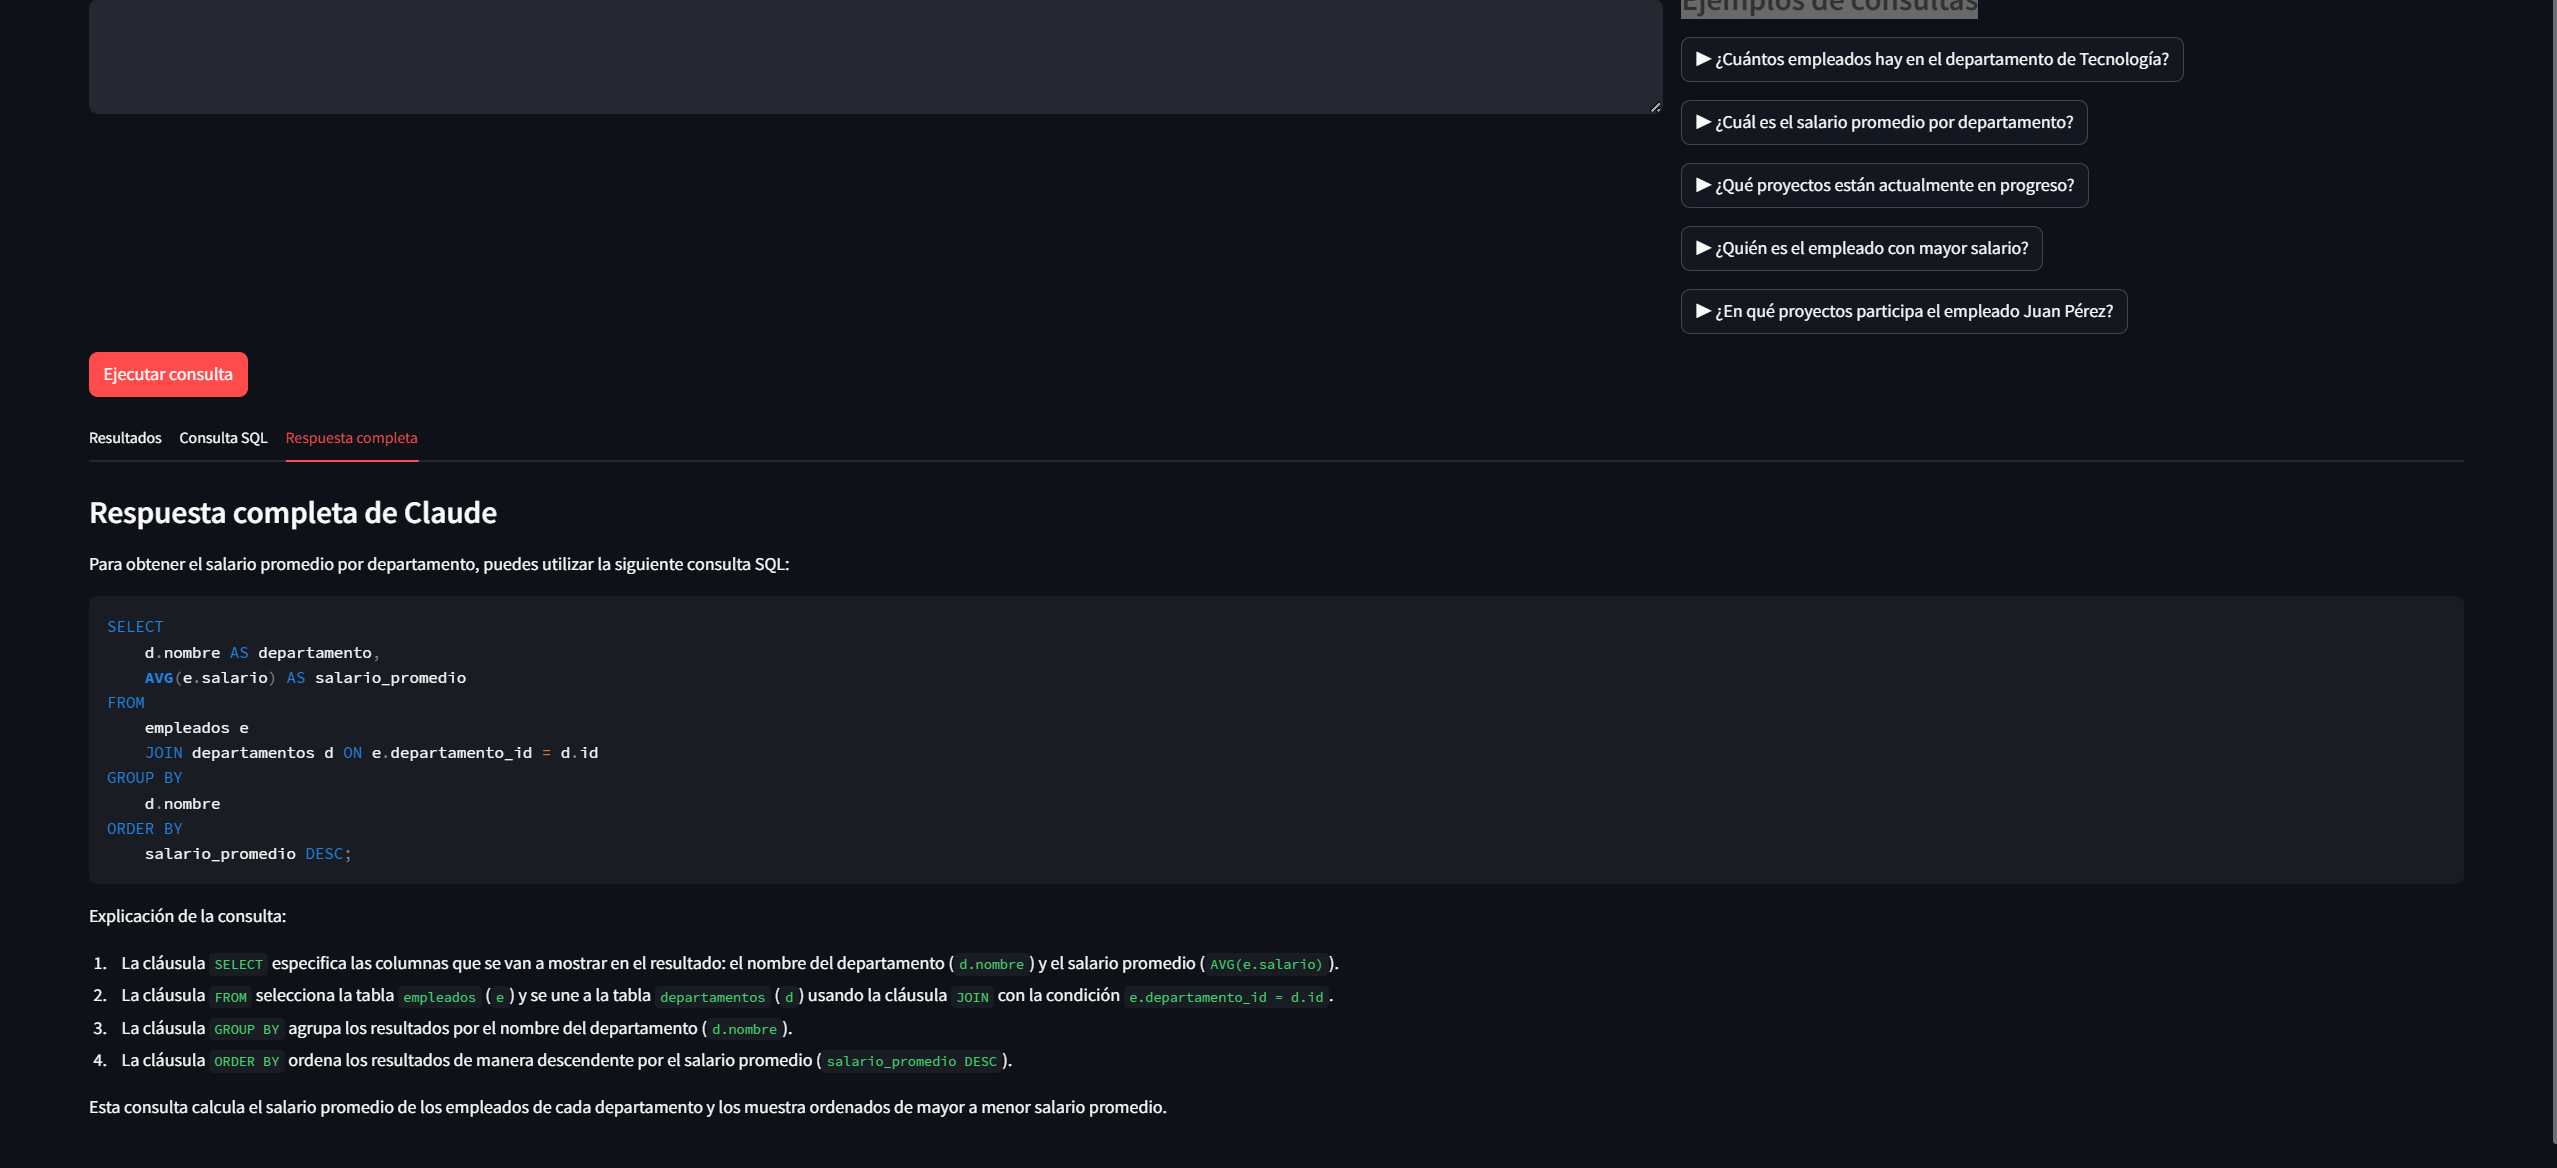 Ejemplos de consultas
▶ ¿Cuántos empleados hay en el departamento de Tecnología?
▶ ¿Cuál es el salario promedio por departamento?
▶ ¿Qué proyectos están actualmente en progreso?
▶ ¿Quién es el empleado con mayor salario?
▶ ¿En qué proyectos participa el empleado Juan Pérez?
Ejecutar consulta
Resultados Consulta SQL Respuesta completa
Respuesta completa de Claude
Para obtener el salario promedio por departamento, puedes utilizar la siguiente consulta SQL:
SELECT
    d.nombre AS departamento,
    AVG(e.salario) AS salario_promedio
FROM
    empleados e
    JOIN departamentos d ON e.departamento_id = d.id
GROUP BY
    d.nombre
ORDER BY
    salario_promedio DESC;
Explicación de la consulta:
1. La cláusula SELECT especifica las columnas que se van a mostrar en el resultado: el nombre del departamento ( d.nombre ) y el salario promedio ( AVG(e.salario) ).
2. La cláusula FROM selecciona la tabla empleados ( e ) y se une a la tabla departamentos ( d ) usando la cláusula JOIN con la condición e.departamento_id = d.id .
3. La cláusula GROUP BY agrupa los resultados por el nombre del departamento ( d.nombre ).
4. La cláusula ORDER BY ordena los resultados de manera descendente por el salario promedio ( salario_promedio DESC ).
Esta consulta calcula el salario promedio de los empleados de cada departamento y los muestra ordenados de mayor a menor salario promedio.